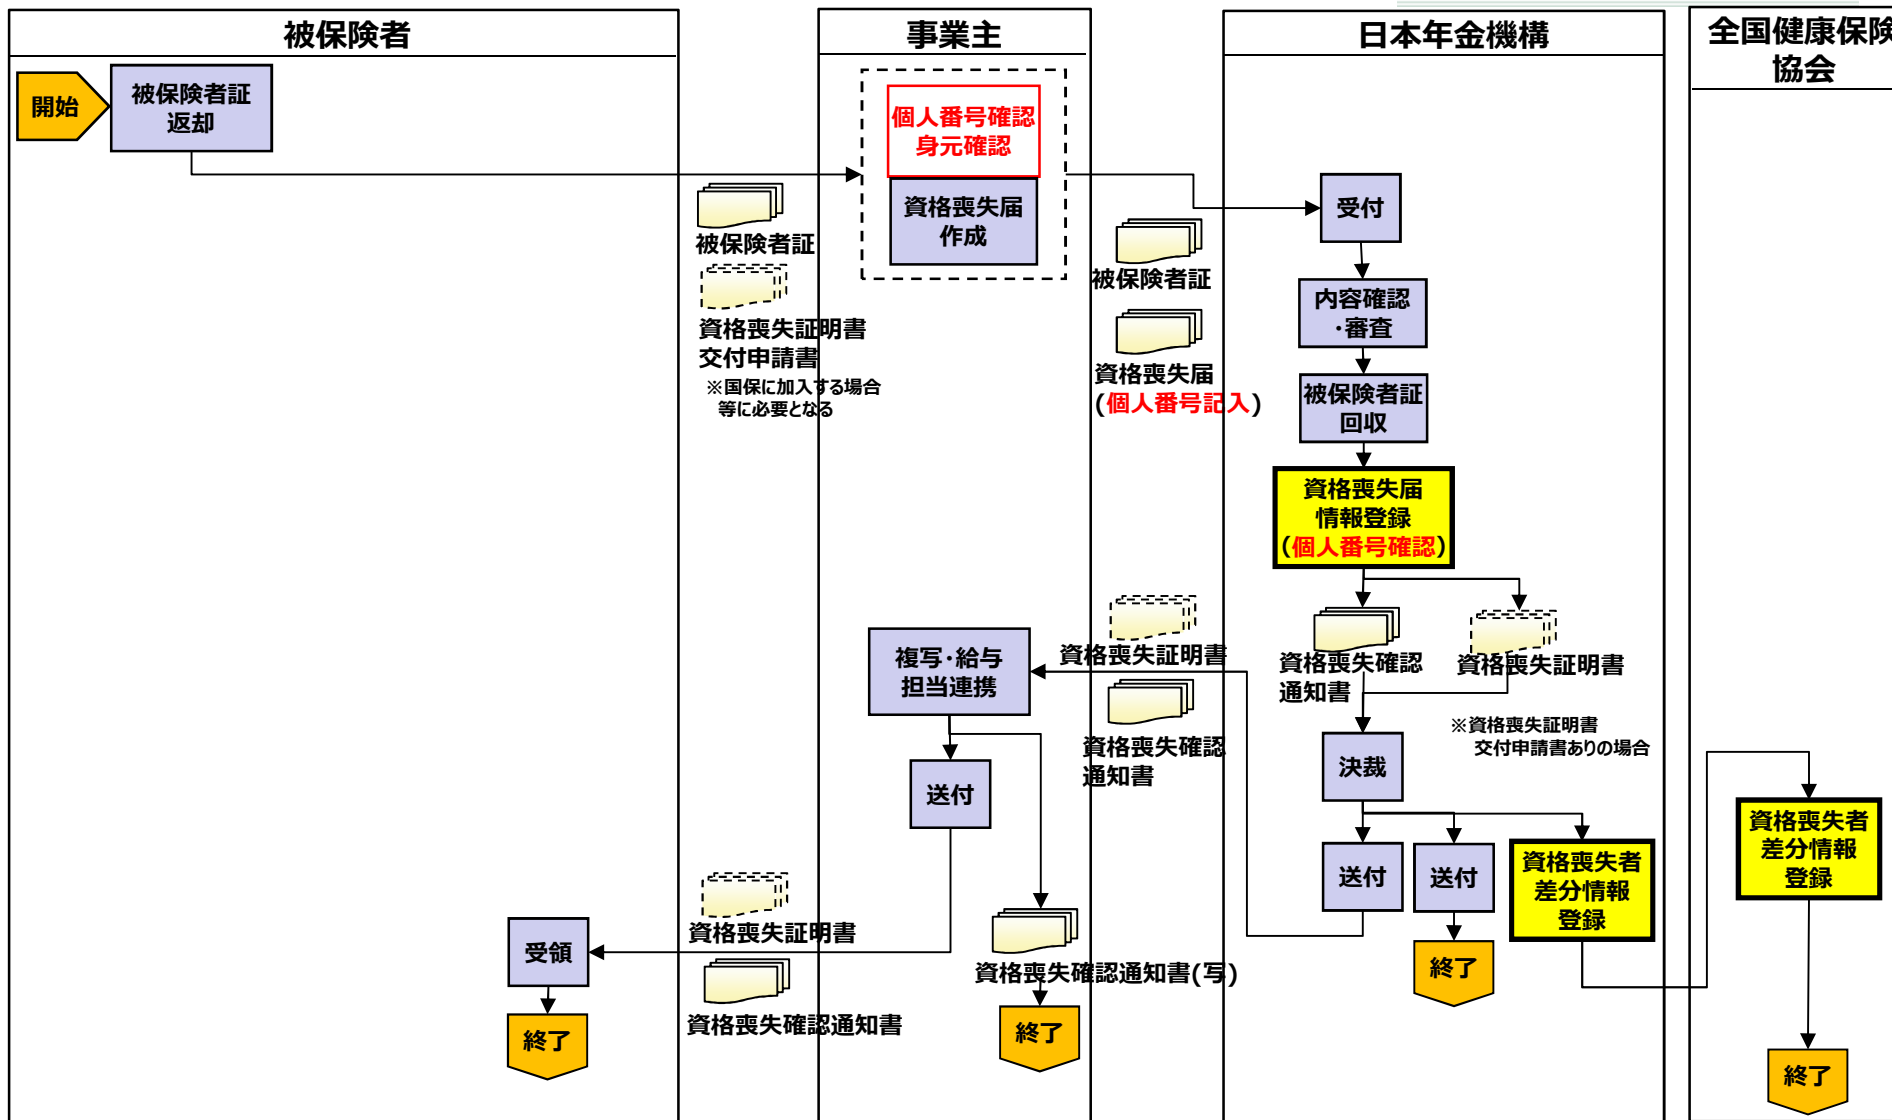 被保険者
事業主
日本年金機構
全国健康保険
協会
開始
被保険者証
返却
個人番号確認
身元確認
資格喪失届
作成
被保険者証
資格喪失証明書
交付申請書
※国保に加入する場合
等に必要となる
被保険者証
資格喪失届
(個人番号記入)
受付
内容確認
・審査
被保険者証
回収
資格喪失届
情報登録
(個人番号確認)
資格喪失確認
通知書
資格喪失証明書
※資格喪失証明書
交付申請書ありの場合
決裁
送付
送付
資格喪失者
差分情報
登録
終了
資格喪失者
差分情報
登録
終了
資格喪失証明書
資格喪失確認
通知書
複写・給与
担当連携
送付
資格喪失確認通知書(写)
終了
資格喪失証明書
資格喪失確認通知書
受領
終了